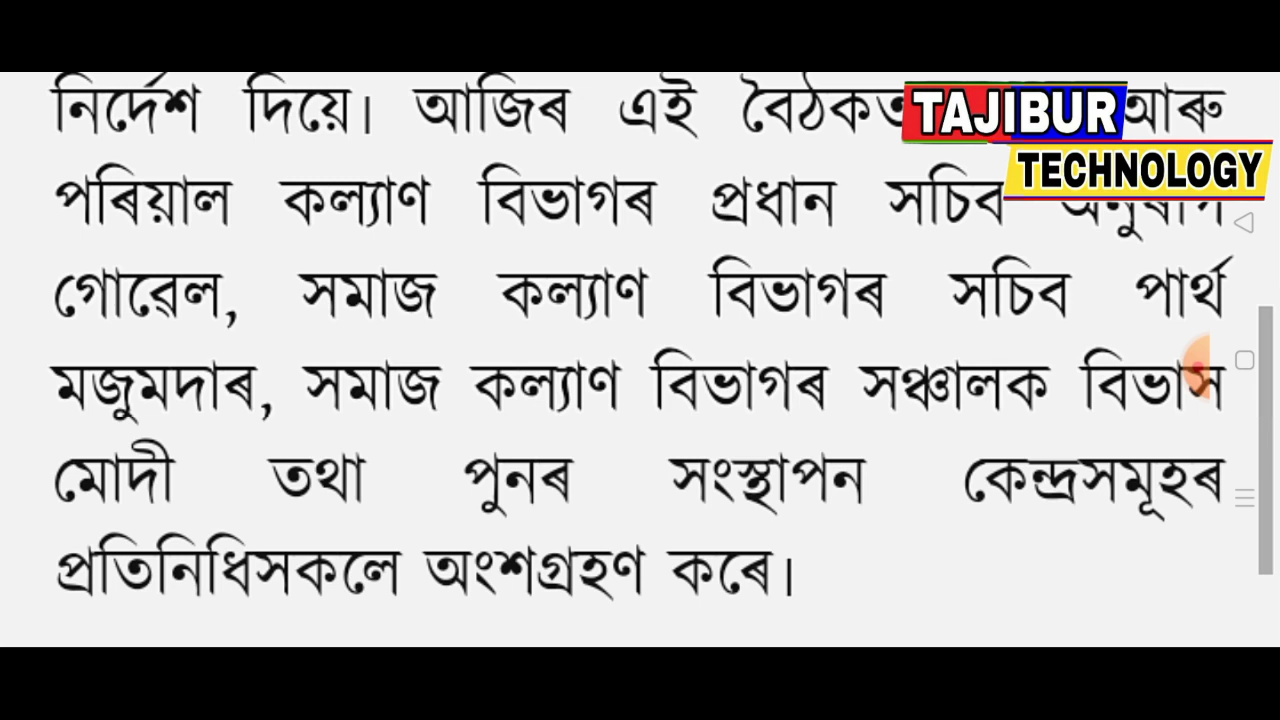 নিৰ্দেশ দিয়ে। আজিৰ এই বৈঠকত আৰু
TAJIBUR
TECHNOLOGY
পৰিয়াল কল্যাণ বিভাগৰ প্ৰধান সচিব
গোৱেল, সমাজ কল্যাণ বিভাগৰ সচিব পাৰ্থ
মজুমদাৰ, সমাজ কল্যাণ বিভাগৰ সঞ্চালক বিভাস
মোদী তথা পুনৰ সংস্থাপন কেন্দ্ৰসমূহৰ
প্ৰতিনিধিসকলে অংশগ্ৰহণ কৰে।